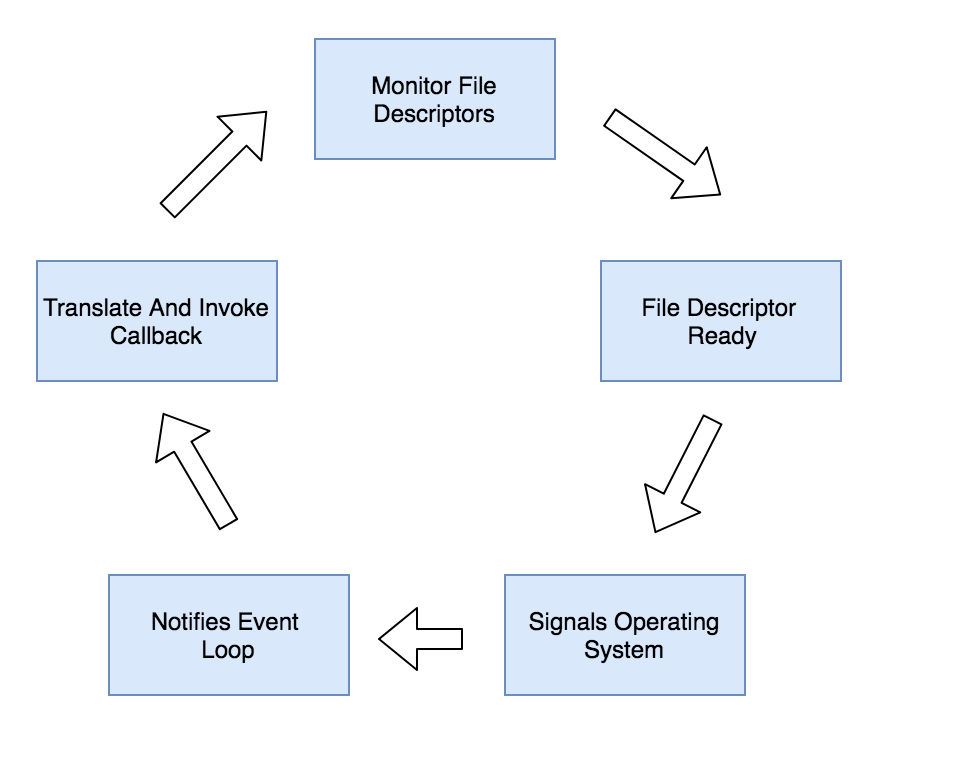 Monitor File
Descriptors
File Descriptor
Ready
Signals Operating
System
Notifies Event
Loop
Translate And Invoke
Callback